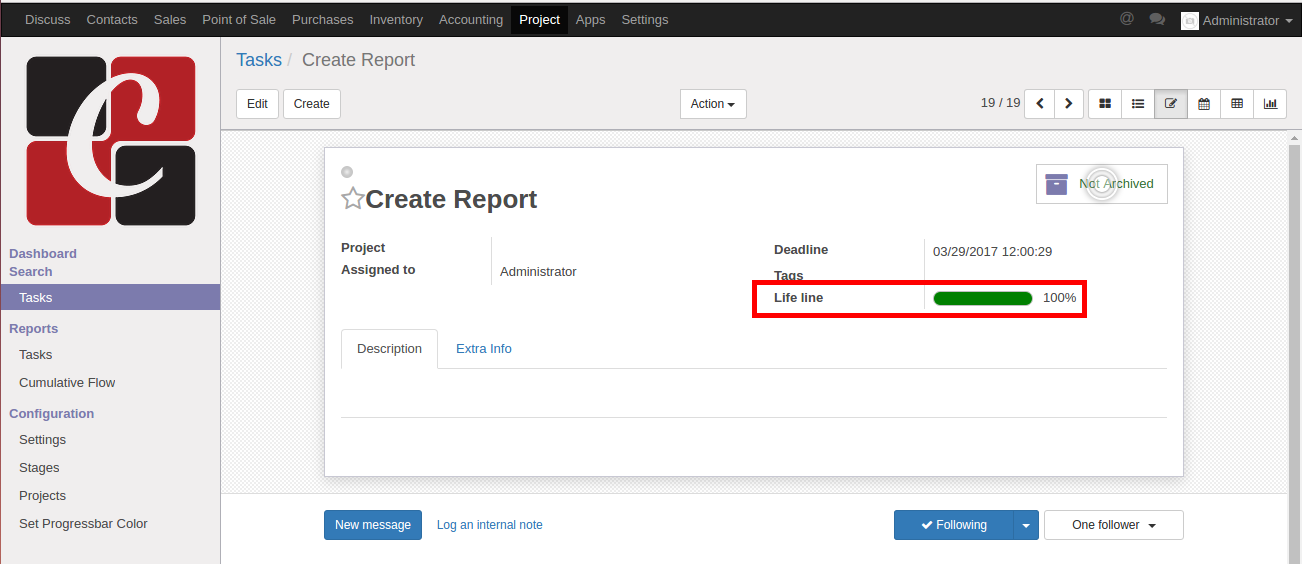 Discuss Contacts Sales Point of Sale Purchases Inventory Accounting Project Apps Settings @ Administrator
C
Tasks / Create Report
Edit Create Action 19 / 19
Dashboard
Search
Tasks
Reports
Tasks
Cumulative Flow
Configuration
Settings
Stages
Projects
Set Progressbar Color
Not Archived
Create Report
Project
Assigned to Administrator
Deadline 03/29/2017 12:00:29
Tags
Life line 100%
Description Extra Info
New message Log an internal note Following One follower